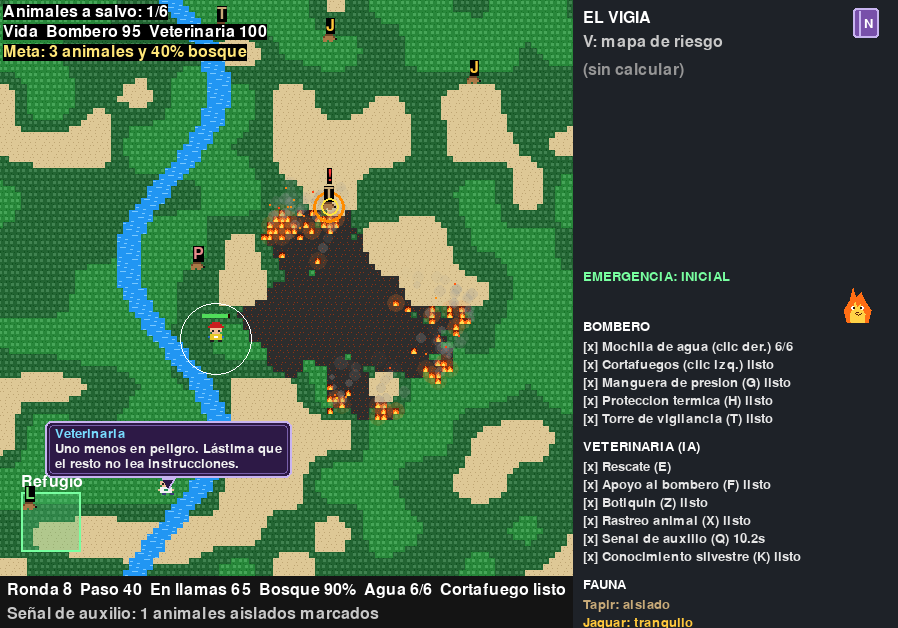 Animales a salvo: 1/6
Vida Bombero 95 Veterinaria 100
Meta: 3 animales y 40% bosque
T
J
J
!
T
P
Veterinaria
Uno menos en peligro. Lástima que
el resto no lea instrucciones.
Refugio
L
Ronda 8 Paso 40 En llamas 65 Bosque 90% Agua 6/6 Cortafuego listo
Señal de auxilio: 1 animales aislados marcados
EL VIGIA
N
V: mapa de riesgo
(sin calcular)
EMERGENCIA: INICIAL
BOMBERO
[x] Mochila de agua (clic der.) 6/6
[x] Cortafuegos (clic izq.) listo
[x] Manguera de presion (G) listo
[x] Proteccion termica (H) listo
[x] Torre de vigilancia (T) listo
VETERINARIA (IA)
[x] Rescate (E)
[x] Apoyo al bombero (F) listo
[x] Botiquin (Z) listo
[x] Rastreo animal (X) listo
[x] Senal de auxilio (Q) 10.2s
[x] Conocimiento silvestre (K) listo
FAUNA
Tapir: aislado
Jaguar: tranquilo